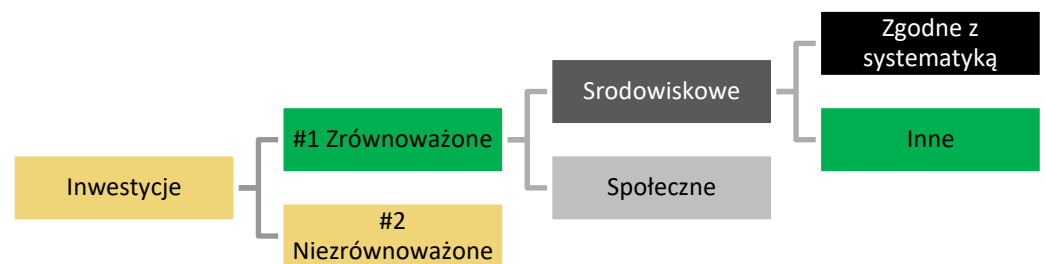 Zgodne z
systematyką
Srodowiskowe
#1 Zrównoważone
Inne
Inwestycje
Społeczne
#2
Niezrównoważone